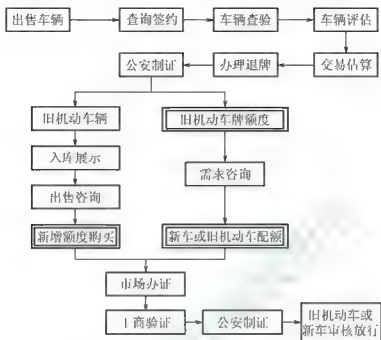 出售车辆
查询签约
车辆查验
车辆评估
公安制证
办理退牌
交易估算
旧机动车辆
旧机动车牌额度
入库展示
需求咨询
出售咨询
新增额度购买
新车或旧机动车配额
市场办证
工商验证
公安制证
旧机动车或
新车审核放行